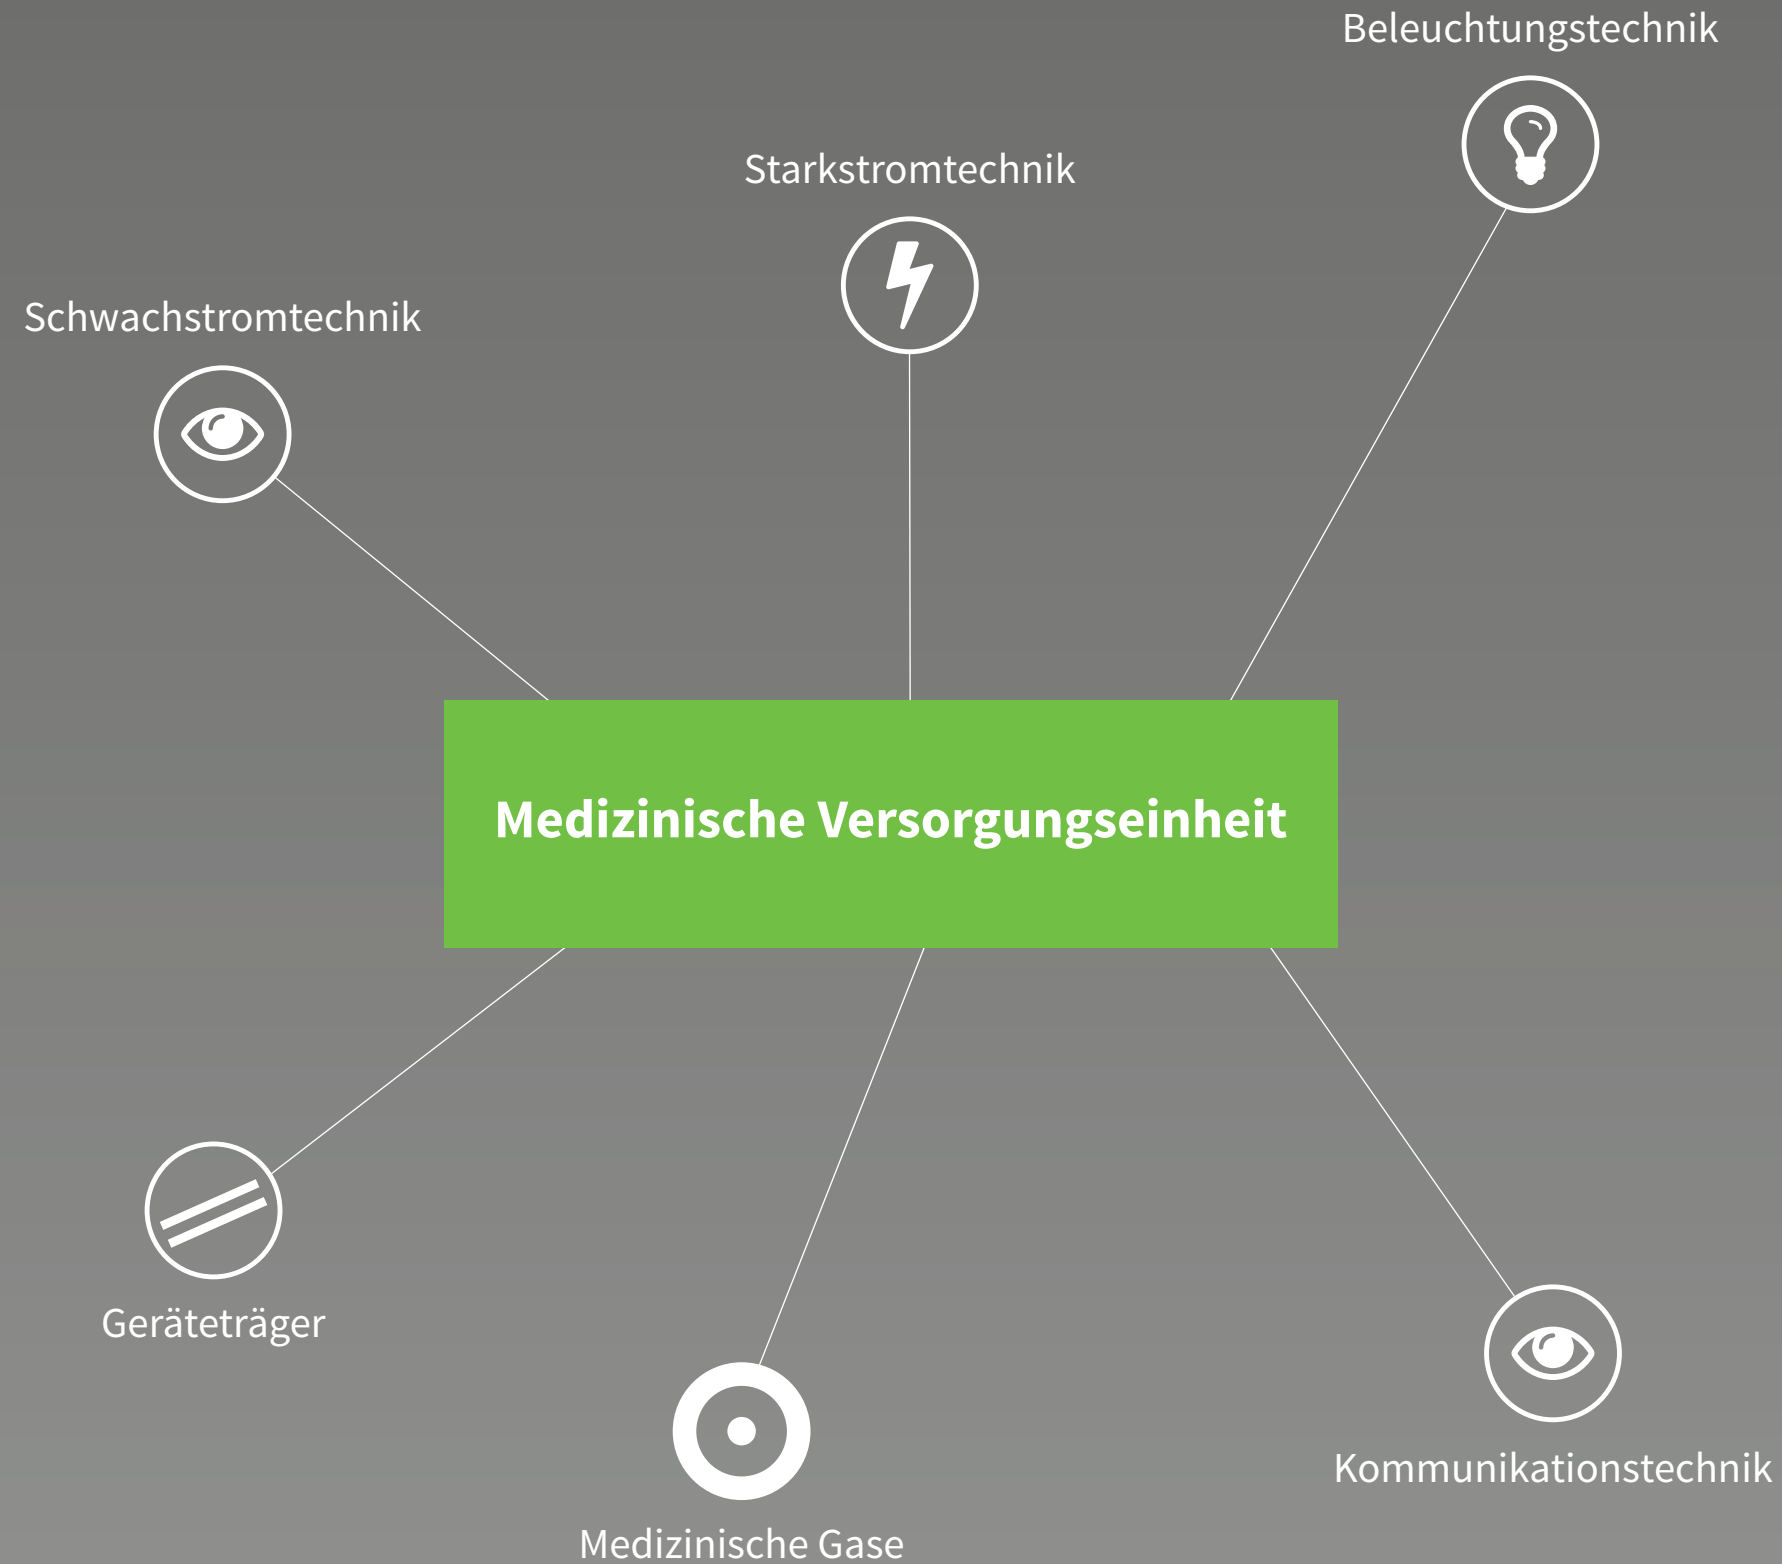 Beleuchtungstechnik
Starkstromtechnik
Schwachstromtechnik
Medizinische Versorgungseinheit
Geräteträger
Kommunikationstechnik
Medizinische Gase